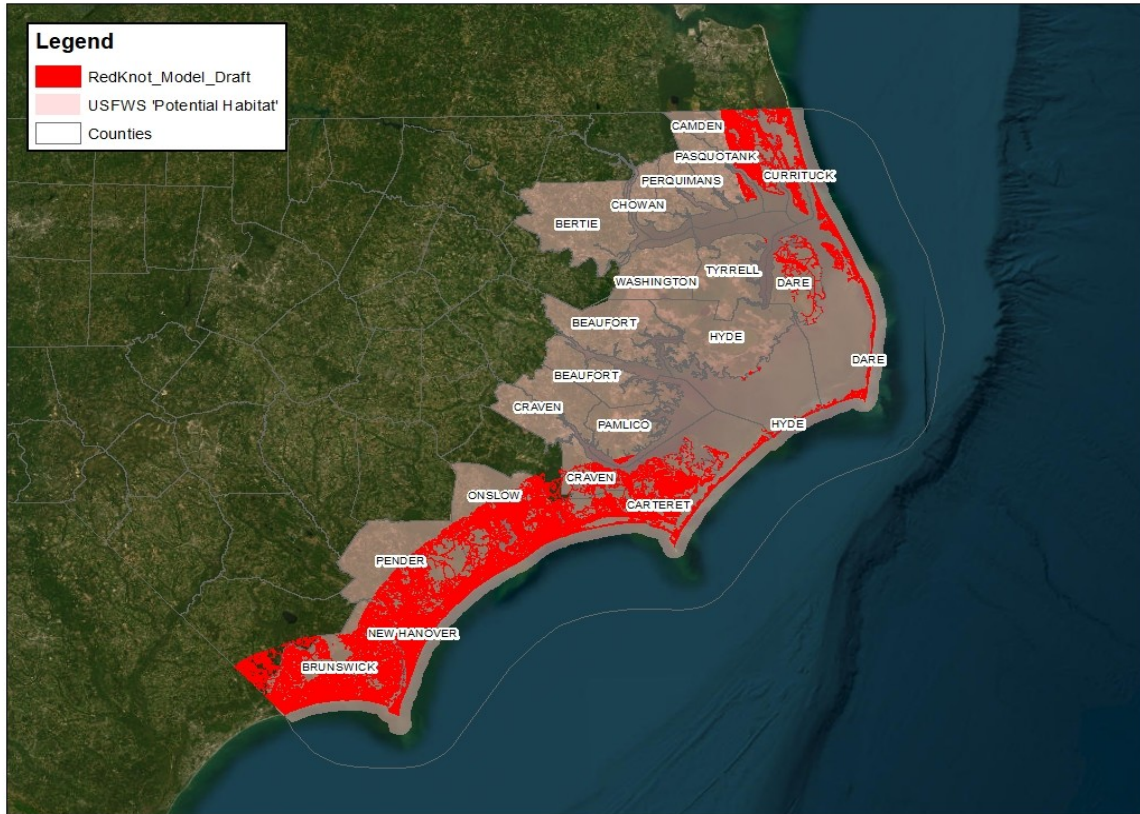 Legend
RedKnot_Model_Draft
USFWS 'Potential Habitat'
Counties
CAMDEN
PASQUOTANK
CURRITUCK
PERQUIMANS
CHOWAN
BERTIE
TYRRELL
WASHINGTON
DARE
BEAUFORT
HYDE
DARE
BEAUFORT
CRAVEN
PAMLICO
HYDE
CRAVEN
ONSLOW
CARTERET
PENDER
NEW HANOVER
BRUNSWICK